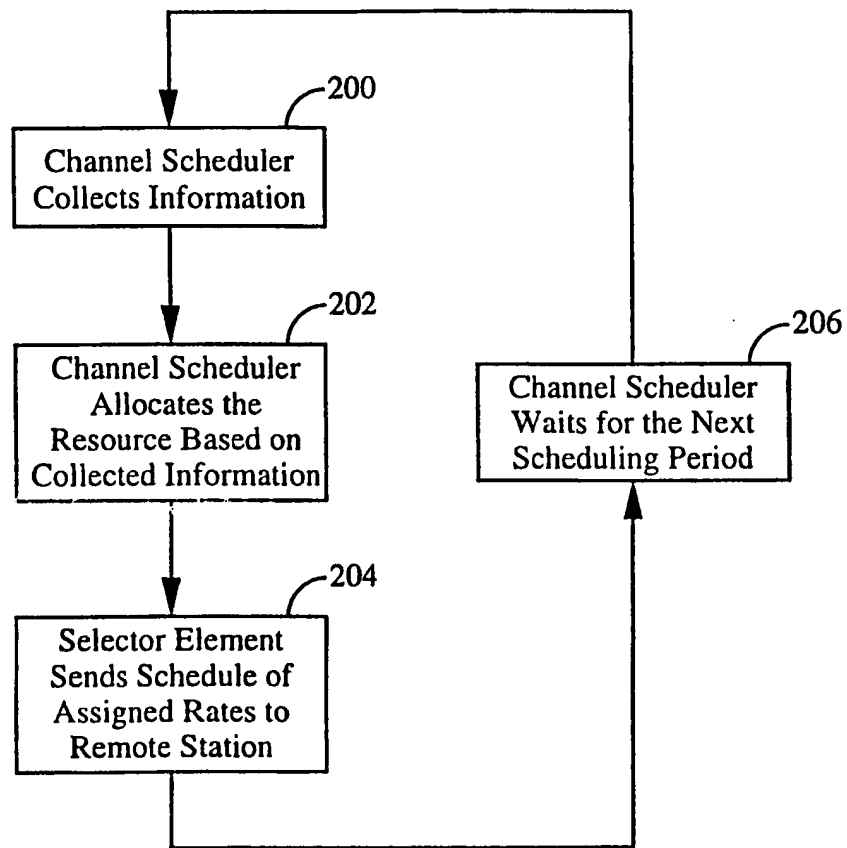 200
Channel Scheduler
Collects Information
202
Channel Scheduler
Allocates the
Resource Based on
Collected Information
204
Selector Element
Sends Schedule of
Assigned Rates to
Remote Station
206
Channel Scheduler
Waits for the Next
Scheduling Period